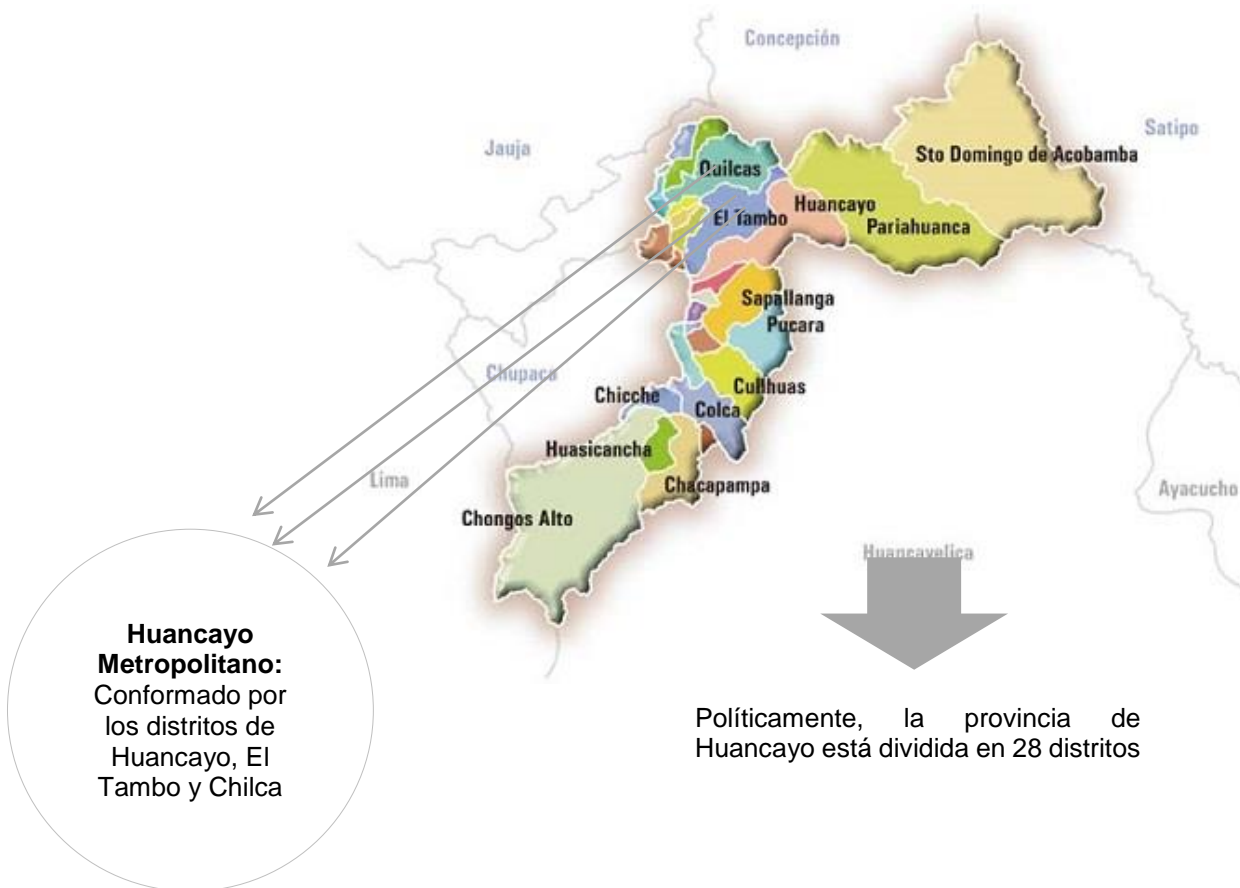 Concepción
Satipo
Jauja
Sto Domingo de Acobamba
Quilcas
Huancayo
El Tambo
Pariahuanca
Sapallanga
Pucara
Chupaca
Cullhuas
Chicche
Colca
Huasicancha
Lima
Chacapampa
Ayacucho
Chongos Alto
Huancavelica
Huancayo
Metropolitano:
Conformado por
los distritos de
Huancayo, El
Tambo y Chilca
Políticamente, la provincia de
Huancayo está dividida en 28 distritos